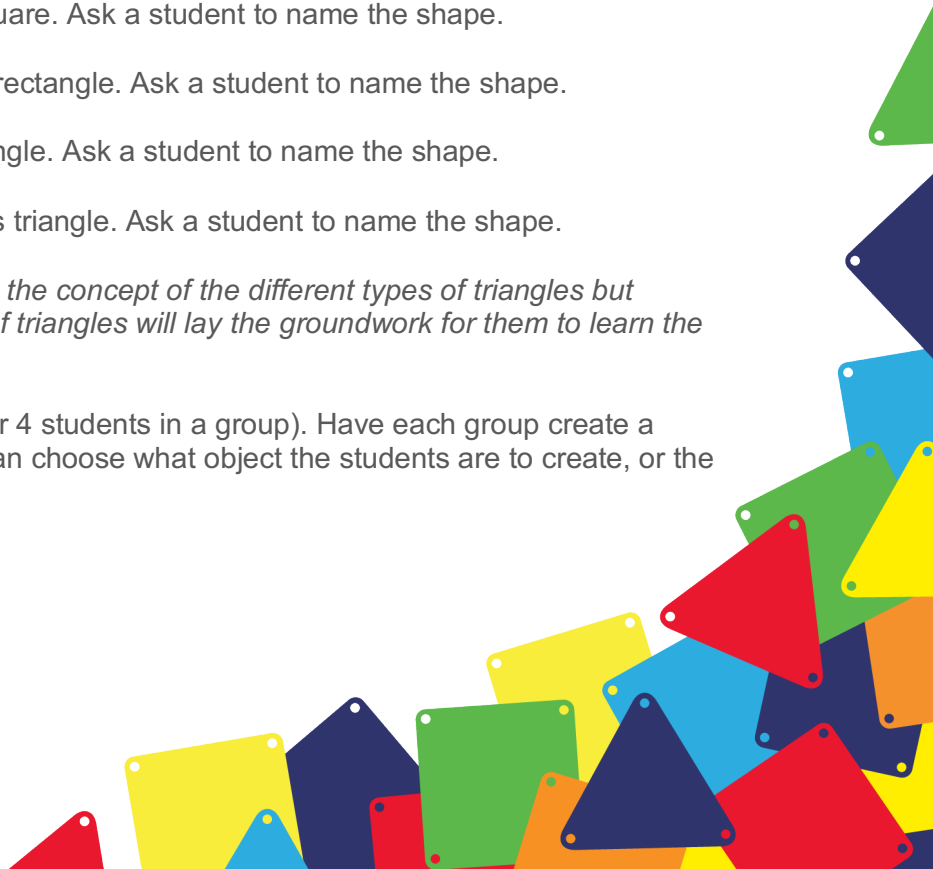 uare. Ask a student to name the shape.
rectangle. Ask a student to name the shape.
ngle. Ask a student to name the shape.
s triangle. Ask a student to name the shape.
the concept of the different types of triangles but
f triangles will lay the groundwork for them to learn the
r 4 students in a group). Have each group create a
an choose what object the students are to create, or the